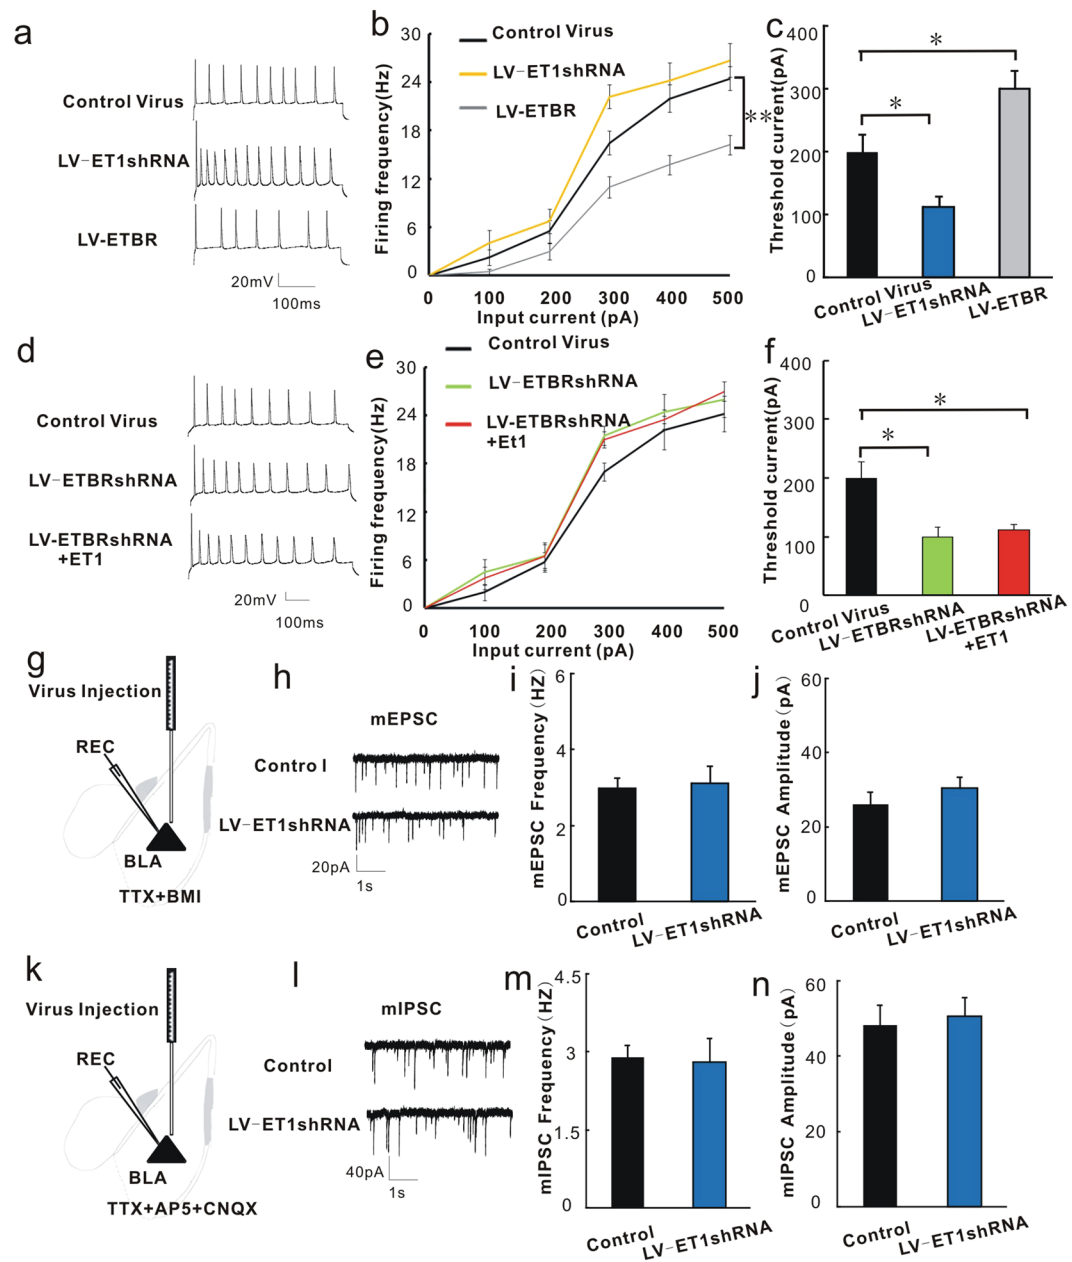 a
Control Virus
LV-ET1shRNA
LV-ETBR
20mV
100ms
b
Firing frequency(Hz)
30
24
18
12
6
0
Control Virus
LV-ET1shRNA
LV-ETBR
**
0 100 200 300 400 500
Input current (pA)
c
Threshold current(pA)
400
300
200
100
0
*
*
Control Virus
LV-ET1shRNA
LV-ETBR
d
Control Virus
LV-ETBRshRNA
LV-ETBRshRNA
+ET1
20mV
100ms
e
Firing frequency(Hz)
30
24
18
12
6
0
Control Virus
LV-ETBRshRNA
LV-ETBRshRNA
+Et1
0 100 200 300 400 500
Input current (pA)
f
Threshold current(pA)
400
300
200
100
0
*
*
Control Virus
LV-ETBRshRNA
LV-ETBRshRNA
+ET1
g
Virus Injection
REC
BLA
TTX+BMI
h
mEPSC
Contro l
LV-ET1shRNA
20pA
1s
i
mEPSC Frequency(HZ)
6
4
2
0
Control
LV-ET1shRNA
j
mEPSC Amplitude(pA)
60
40
20
0
Control
LV-ET1shRNA
k
Virus Injection
REC
BLA
TTX+AP5+CNQX
l
mIPSC
Control
LV-ET1shRNA
40pA
1s
m
mIPSC Frequency(HZ)
4.5
3
1.5
0
Control
LV-ET1shRNA
n
mIPSC Amplitude(pA)
60
40
20
0
Control
LV-ET1shRNA